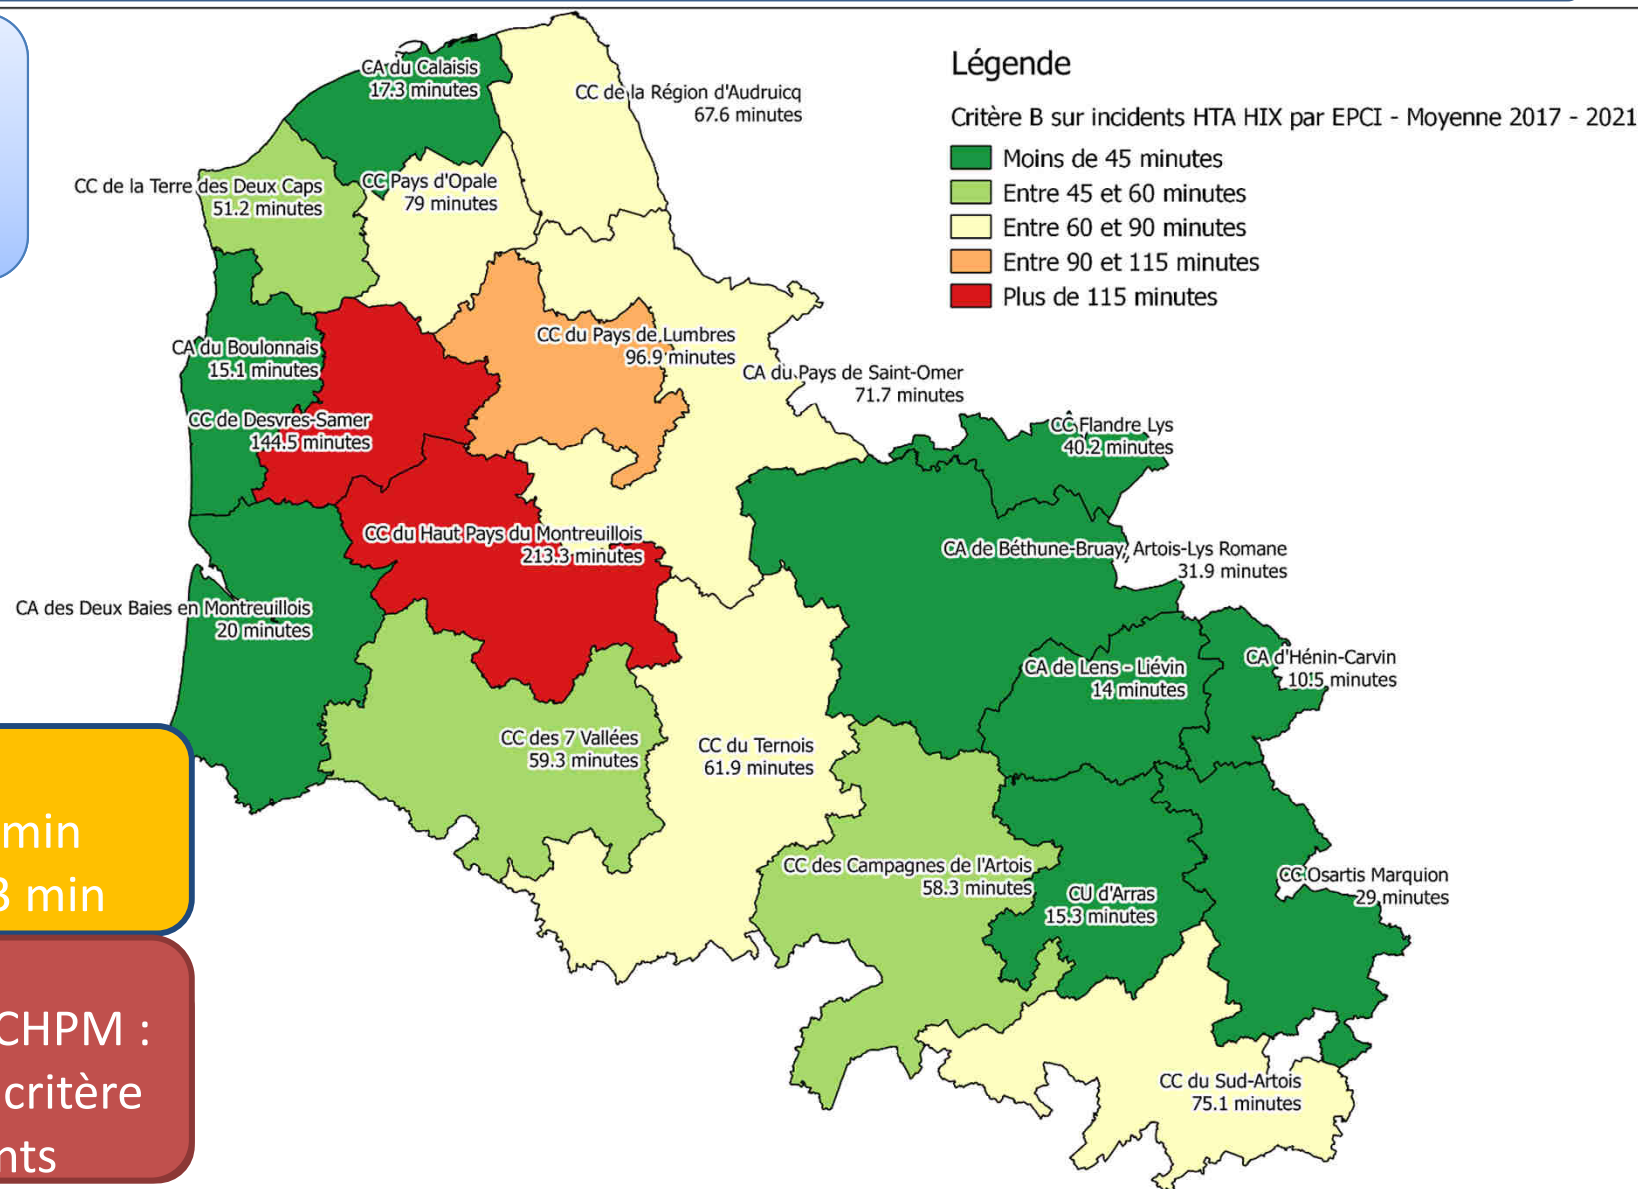 CA du Calaisis
17.3 minutes
CC de la Région d'Audruicq
67.6 minutes
CC de la Terre des Deux Caps
51.2 minutes
CC Pays d'Opale
79 minutes
Légende
Critère B sur incidents HTA HIX par EPCI - Moyenne 2017 - 2021
Moins de 45 minutes
Entre 45 et 60 minutes
Entre 60 et 90 minutes
Entre 90 et 115 minutes
Plus de 115 minutes
CA du Boulonnais
15.1 minutes
CC du Pays de Lumbres
96.9 minutes
CA du Pays de Saint-Omer
71.7 minutes
CC de Desvres-Samer
144.5 minutes
CC Flandre Lys
40.2 minutes
CC du Haut Pays du Montreuillois
213.3 minutes
CA de Béthune-Bruay, Artois-Lys Romane
31.9 minutes
CA des Deux Baies en Montreuillois
20 minutes
CA de Lens - Liévin
14 minutes
CA d'Hénin-Carvin
10.5 minutes
CC des 7 Vallées
59.3 minutes
CC du Ternois
61.9 minutes
min
3 min
CC des Campagnes de l'Artois
58.3 minutes
CU d'Arras
15.3 minutes
CC Osartis Marquion
29 minutes
CHPM :
critère
nts
CC du Sud-Artois
75.1 minutes